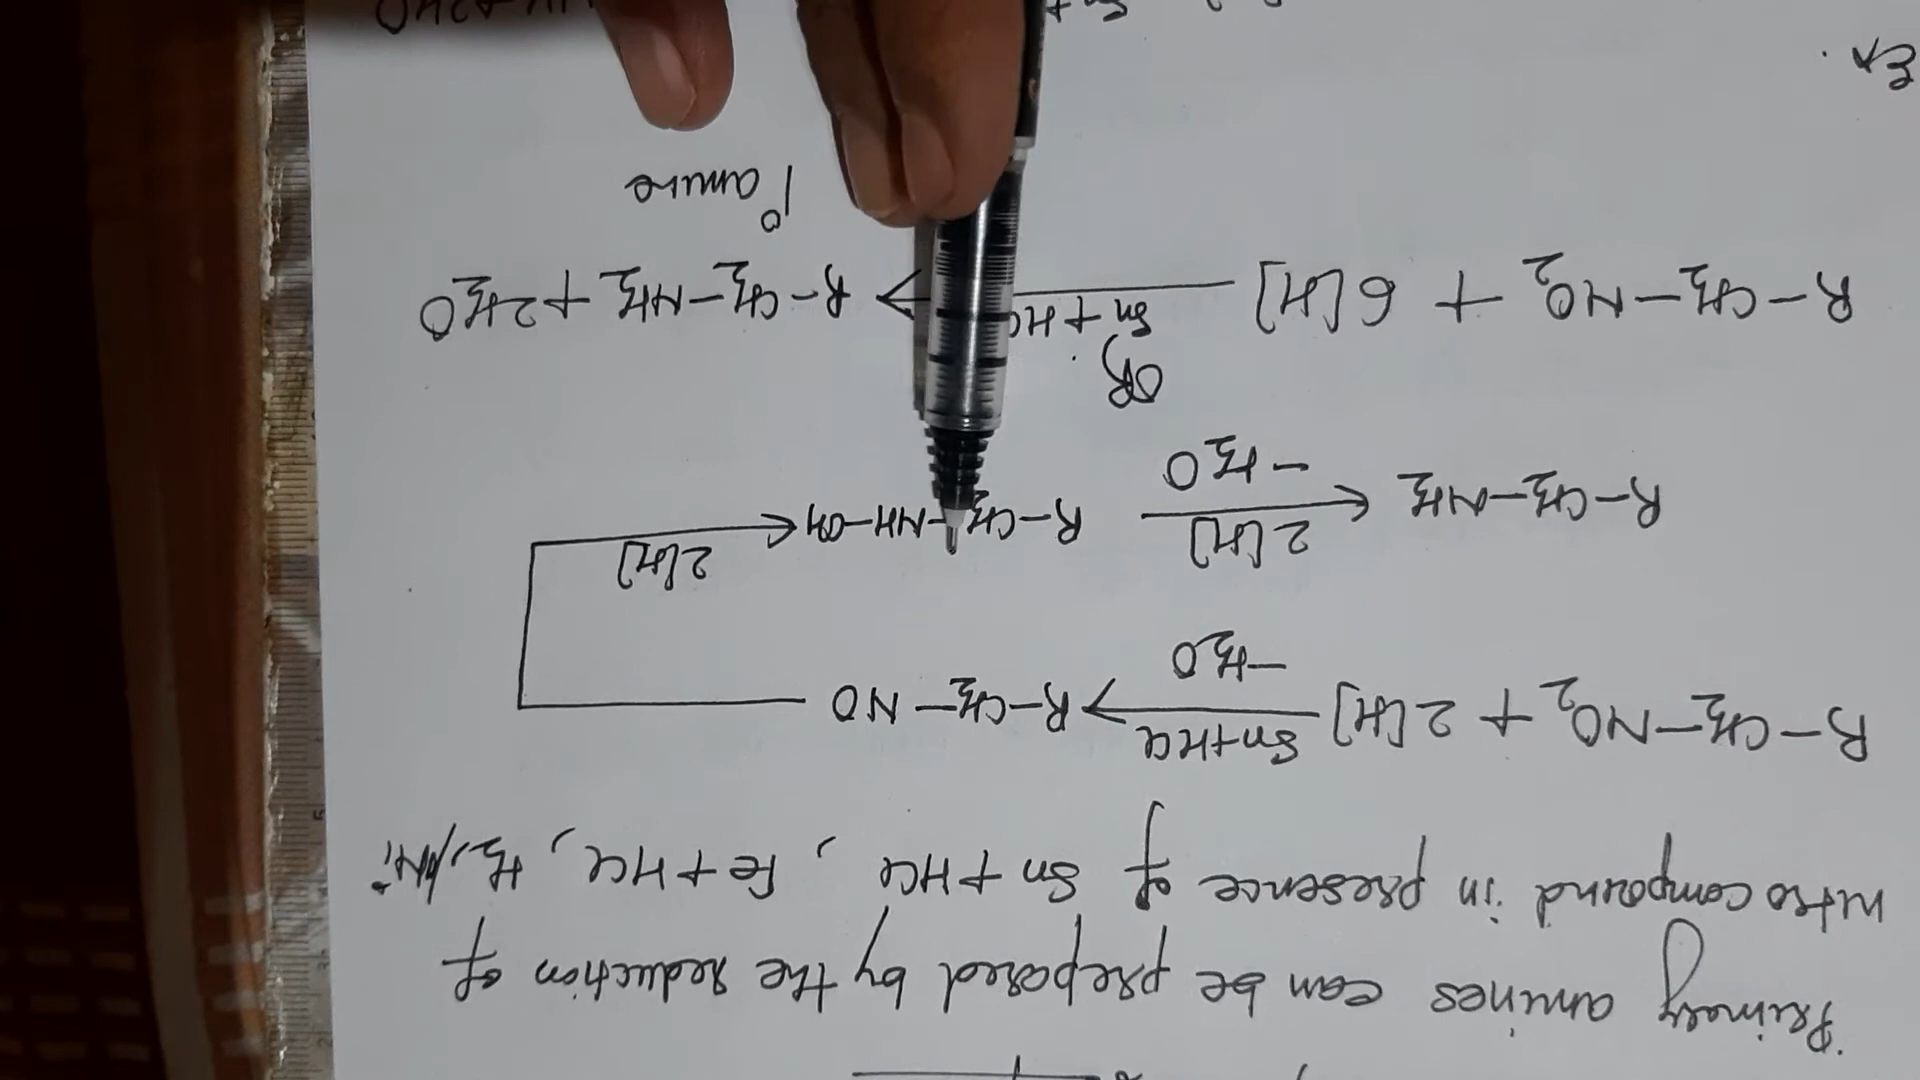 Primary amines can be prepared by the reduction of
nitro compound in presence of Sn + HCl, Fe + HCl, H₂/Ni
R-CH₂-NO₂ + 2[H] Sn+HCl → R-CH₂-NO
-H₂O
2[H] → R-CH₂-NH-OH 2[H] → R-CH₂-NH₂
-H₂O
OR
R-CH₂-NO₂ + 6[H] Sn + HC → R-CH₂-NH₂ + 2H₂O
1° amine
Ex.